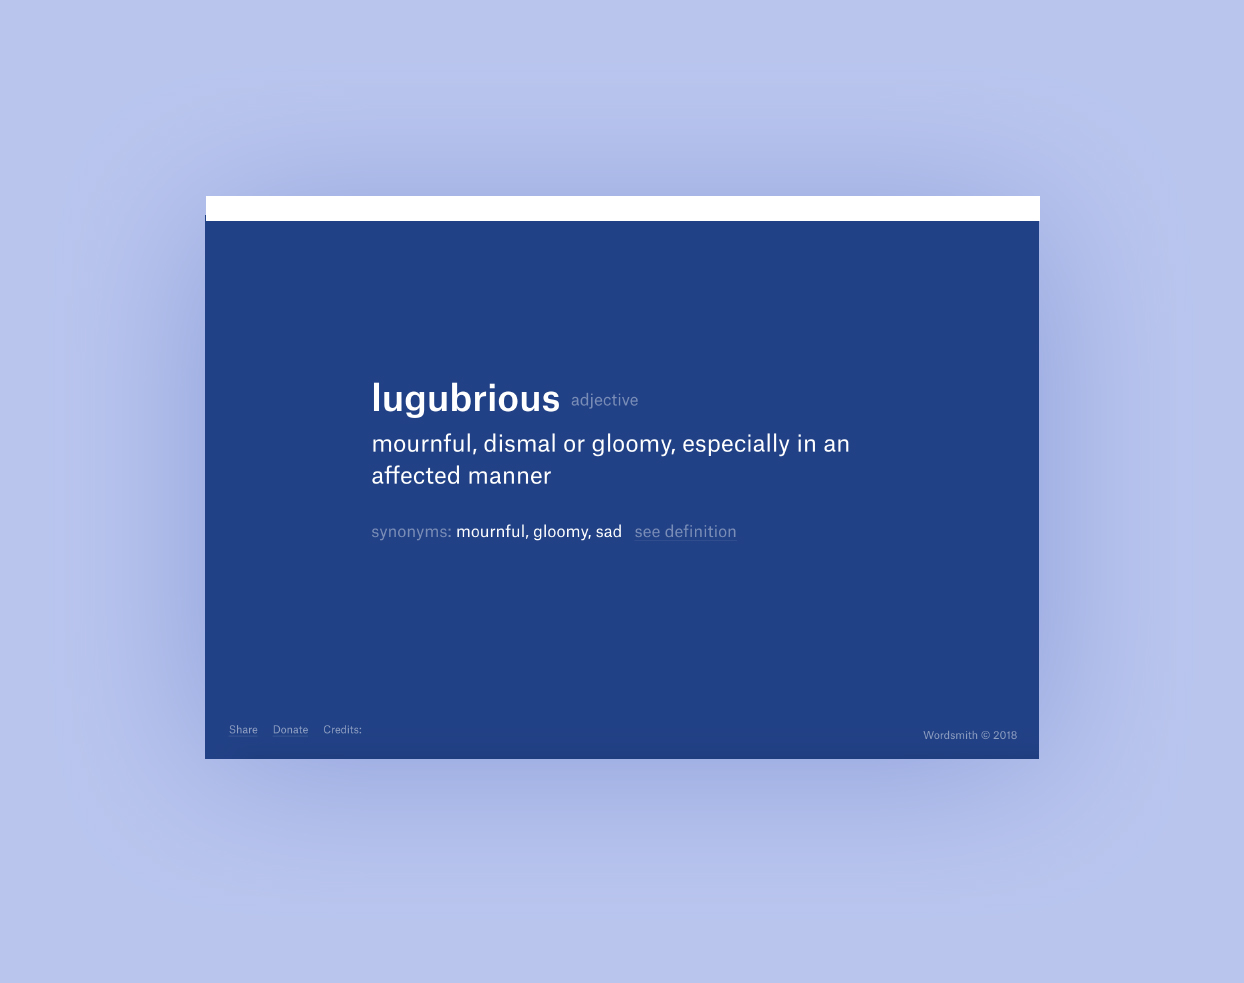 lugubrious adjective
mournful, dismal or gloomy, especially in an
affected manner
synonyms: mournful, gloomy, sad see definition
Share Donate Credits:
Wordsmith © 2018